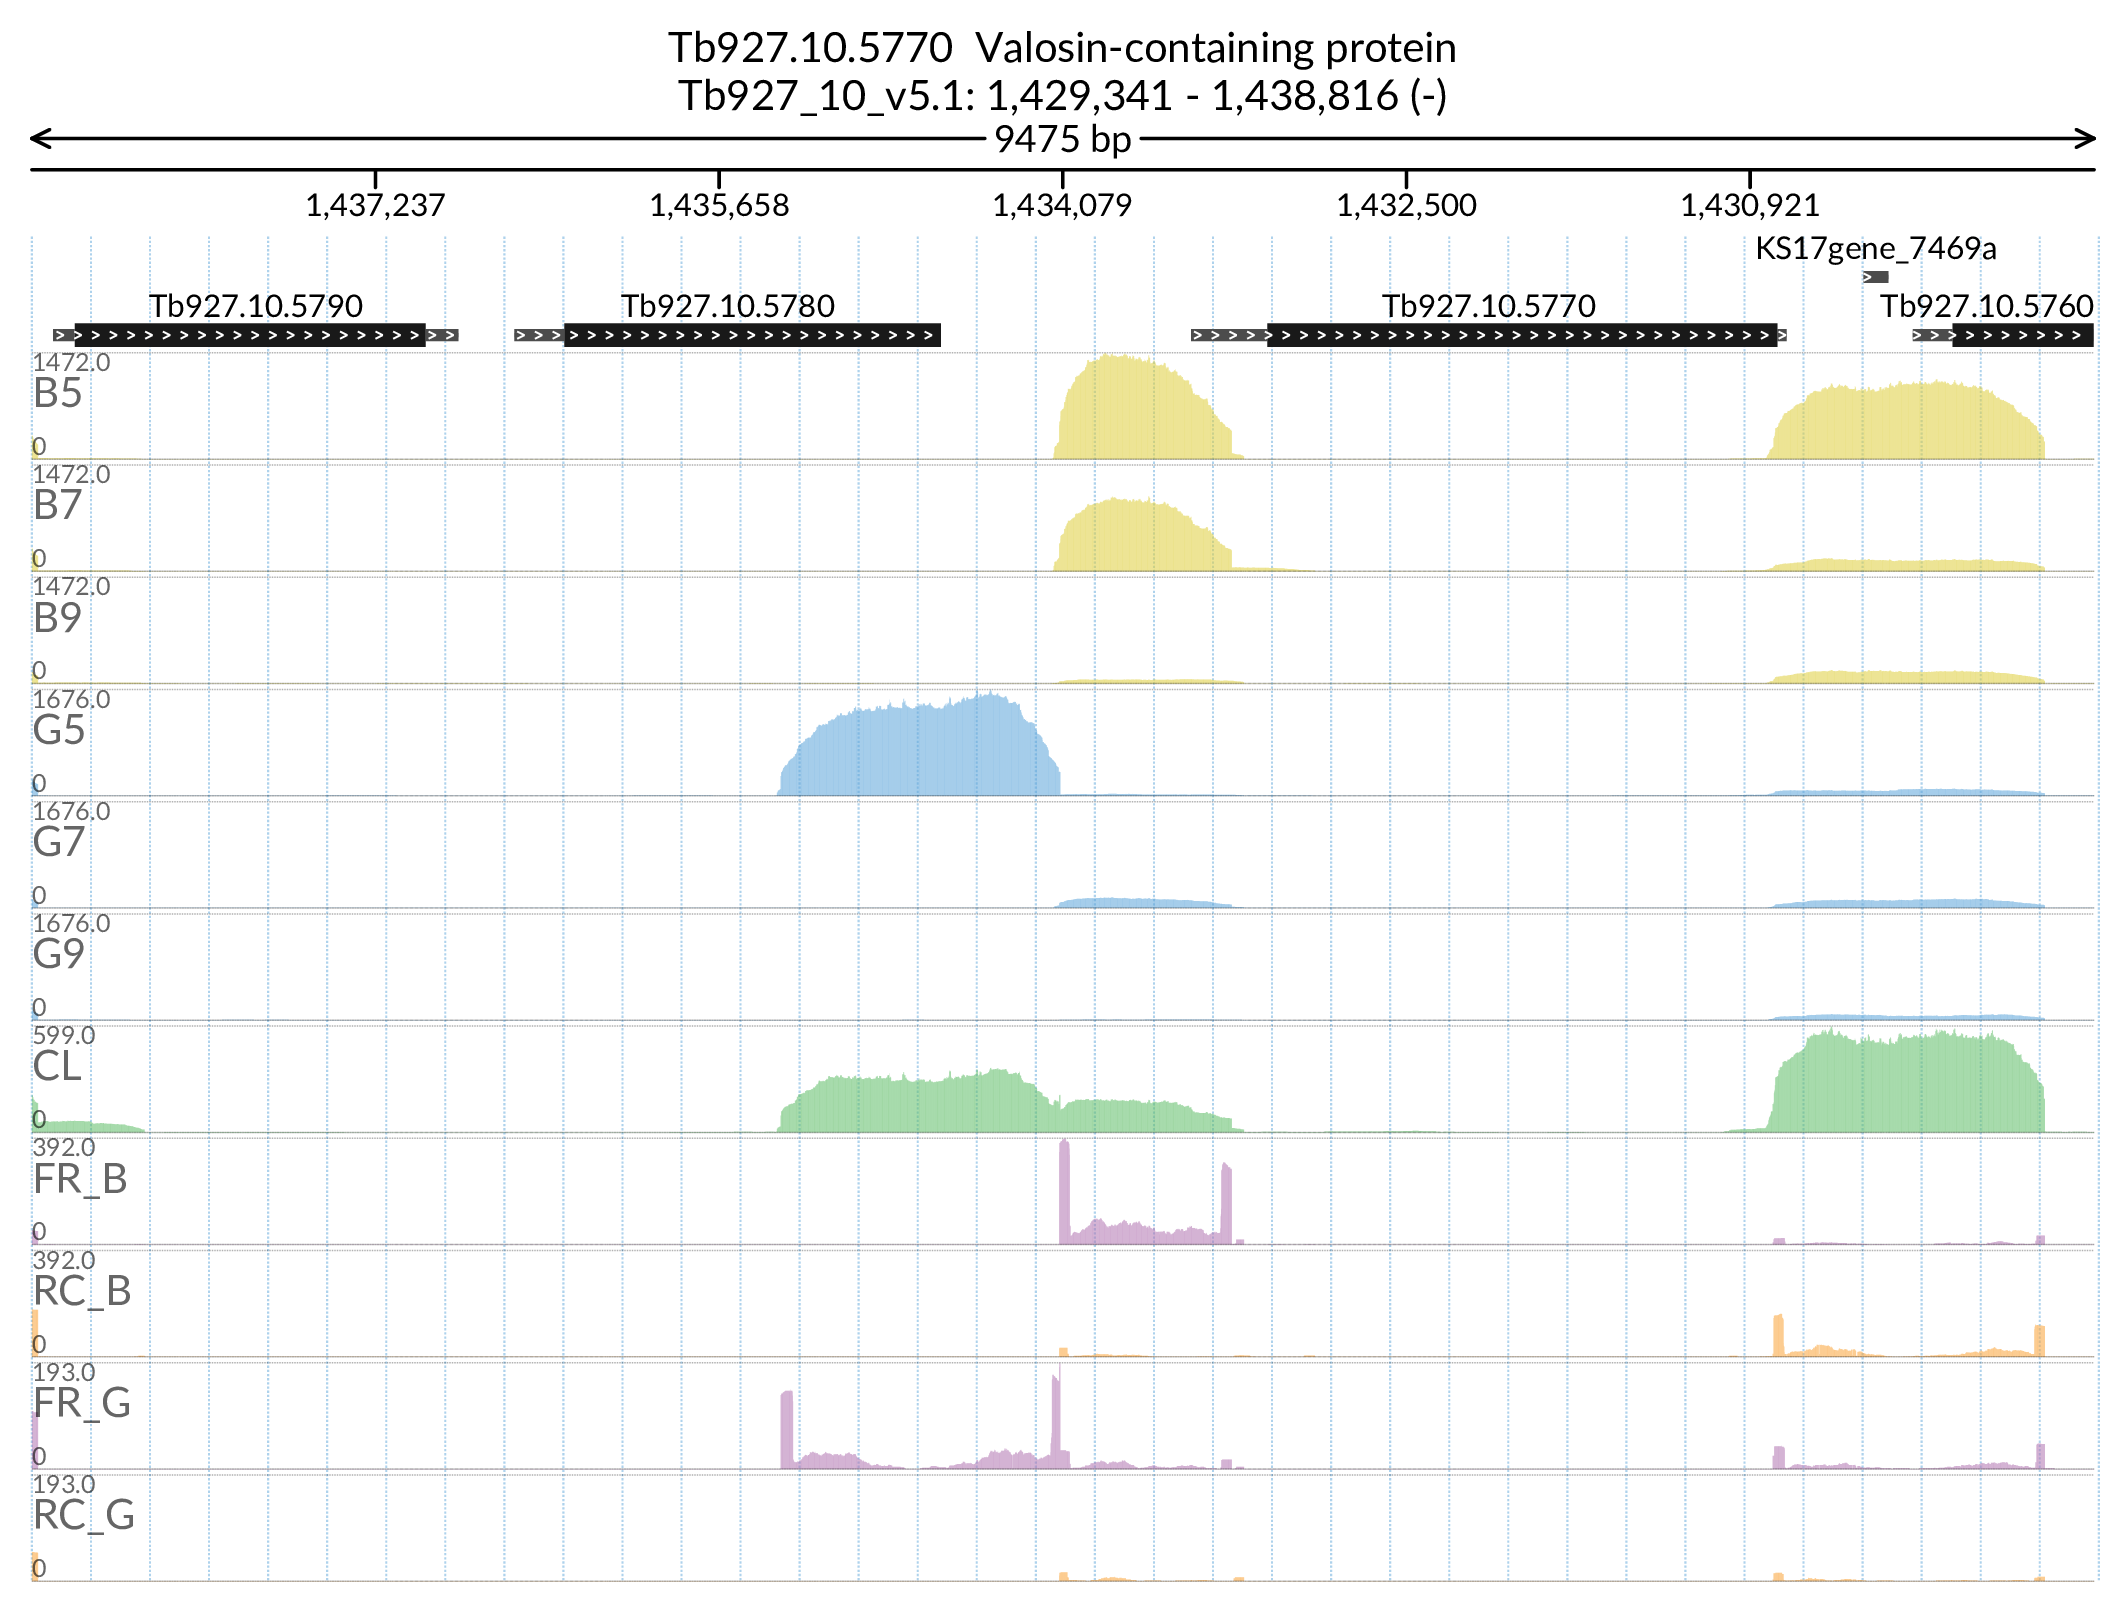 Tb927.10.5770  Valosin-containing protein
Tb927_10_v5.1: 1,429,341 - 1,438,816 (-)
9475 bp
1,437,237 1,435,658 1,434,079 1,432,500 1,430,921
KS17gene_7469a
Tb927.10.5790 Tb927.10.5780 Tb927.10.5770 Tb927.10.5760
1472.0
B5
0
1472.0
B7
0
1472.0
B9
0
1676.0
G5
0
1676.0
G7
0
1676.0
G9
0
599.0
CL
0
392.0
FR_B
0
392.0
RC_B
0
193.0
FR_G
0
193.0
RC_G
0